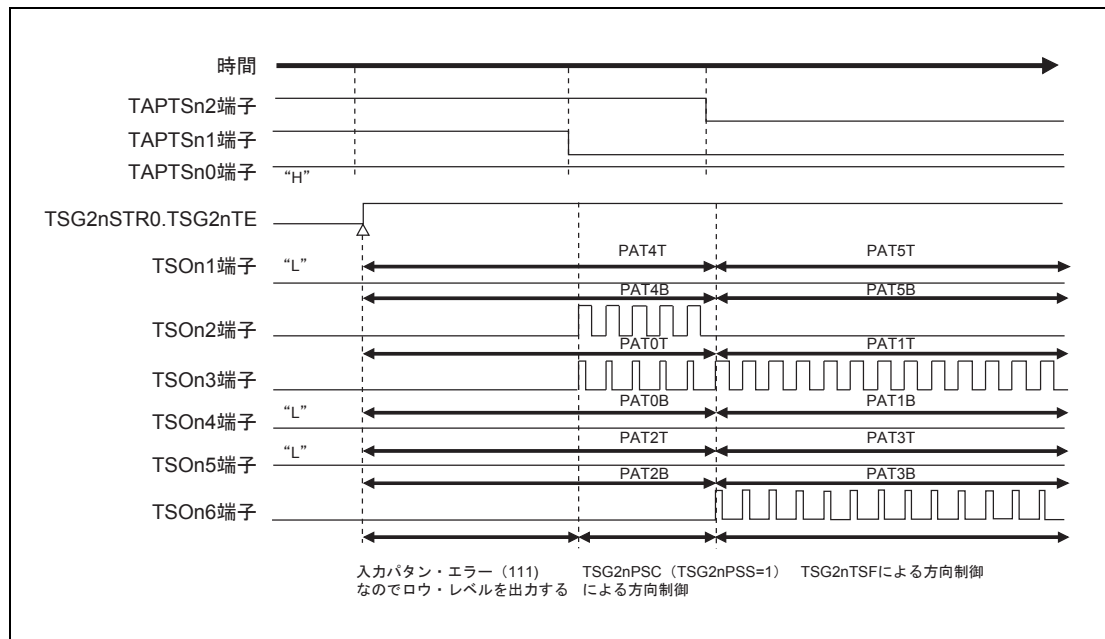 時間
TAPTSn2端子
TAPTSn1端子
TAPTSn0端子 “H”
TSG2nSTR0.TSG2nTE
PAT4T PAT5T
TSOn1端子 “L”
PAT4B PAT5B
TSOn2端子
PAT0T PAT1T
TSOn3端子
PAT0B PAT1B
TSOn4端子 “L”
PAT2T PAT3T
TSOn5端子 “L”
PAT2B PAT3B
TSOn6端子
入力パタン・エラー（111）
なのでロウ・レベルを出力する
TSG2nPSC（TSG2nPSS=1）
による方向制御
TSG2nTSFによる方向制御